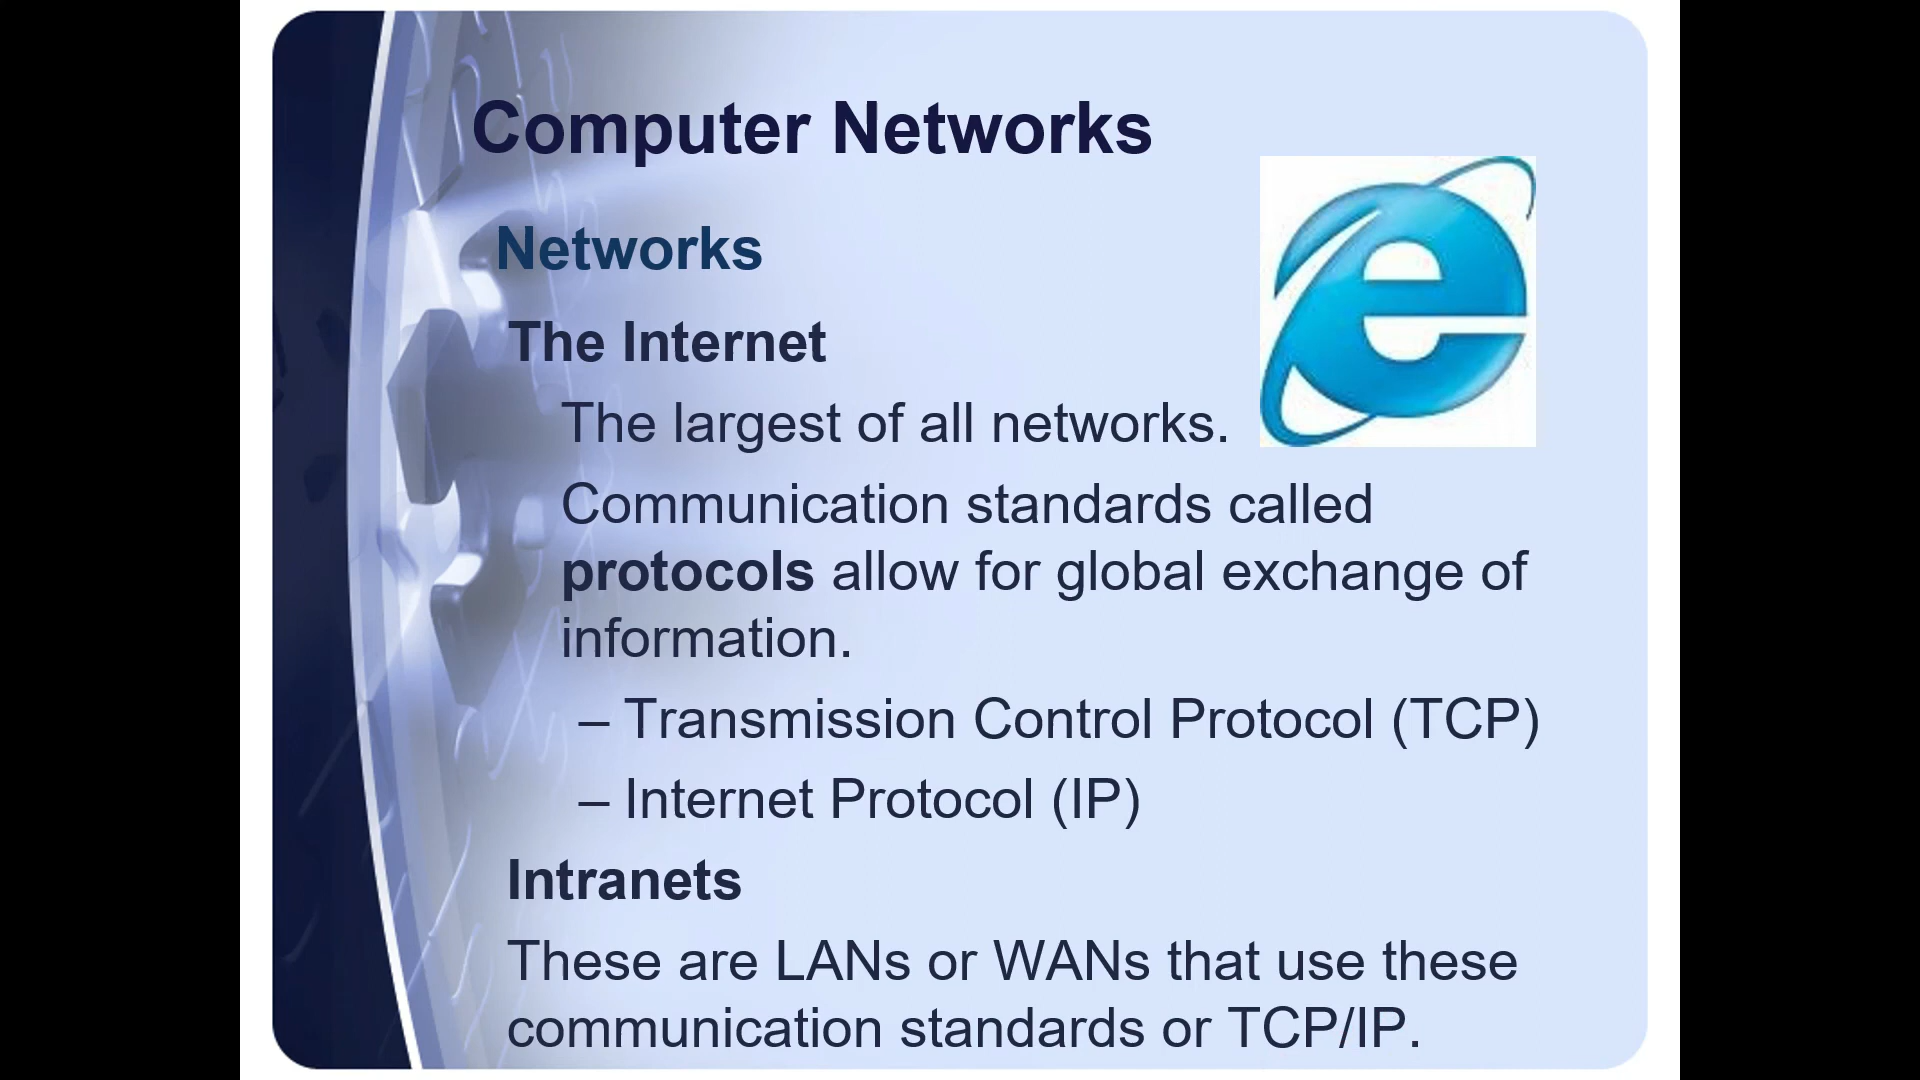 Computer Networks
Networks
The Internet
The largest of all networks.
Communication standards called
protocols allow for global exchange of
information.
– Transmission Control Protocol (TCP)
– Internet Protocol (IP)
Intranets
These are LANs or WANs that use these
communication standards or TCP/IP.